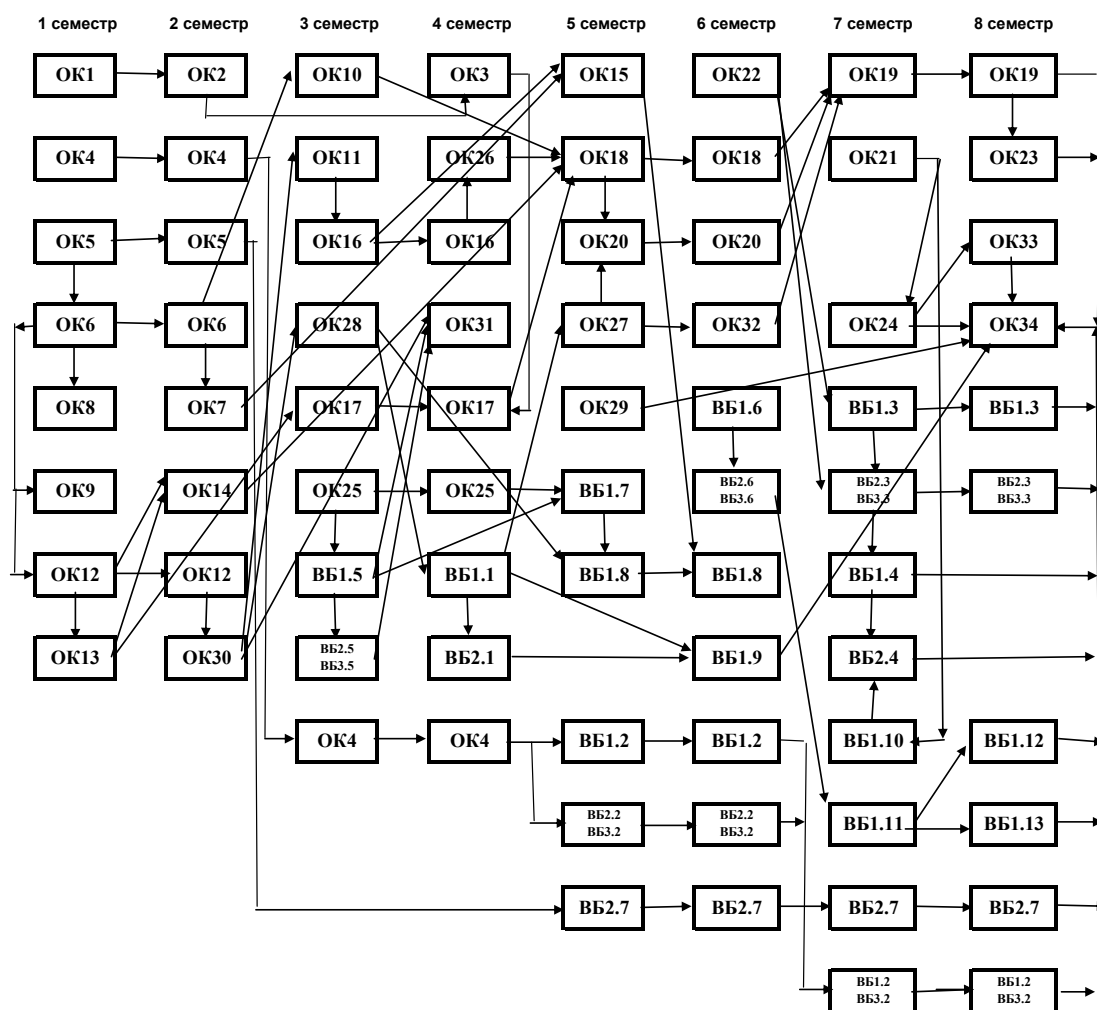 1 семестр 2 семестр 3 семестр 4 семестр 5 семестр 6 семестр 7 семестр 8 семестр
ОК1 ОК2 ОК10 ОК3 ОК15 ОК22 ОК19 ОК19
ОК4 ОК4 ОК11 ОК26 ОК18 ОК18 ОК21 ОК23
ОК5 ОК5 ОК16 ОК16 ОК20 ОК20 ОК33
ОК6 ОК6 ОК28 ОК31 ОК27 ОК32 ОК24 ОК34
ОК8 ОК7 ОК17 ОК17 ОК29 ВБ1.6 ВБ1.3 ВБ1.3
ОК9 ОК14 ОК25 ОК25 ВБ1.7 ВБ2.6 ВБ2.3 ВБ2.3
ВБ3.6 ВБ3.3 ВБ3.3
ОК12 ОК12 ВБ1.5 ВБ1.1 ВБ1.8 ВБ1.8 ВБ1.4
ОК13 ОК30 ВБ2.5 ВБ2.1 ВБ1.9 ВБ2.4
ВБ3.5
ОК4 ОК4 ВБ1.2 ВБ1.2 ВБ1.10 ВБ1.12
ВБ2.2 ВБ2.2 ВБ1.11 ВБ1.13
ВБ3.2 ВБ3.2
ВБ2.7 ВБ2.7 ВБ2.7 ВБ2.7
ВБ1.2 ВБ1.2
ВБ3.2 ВБ3.2